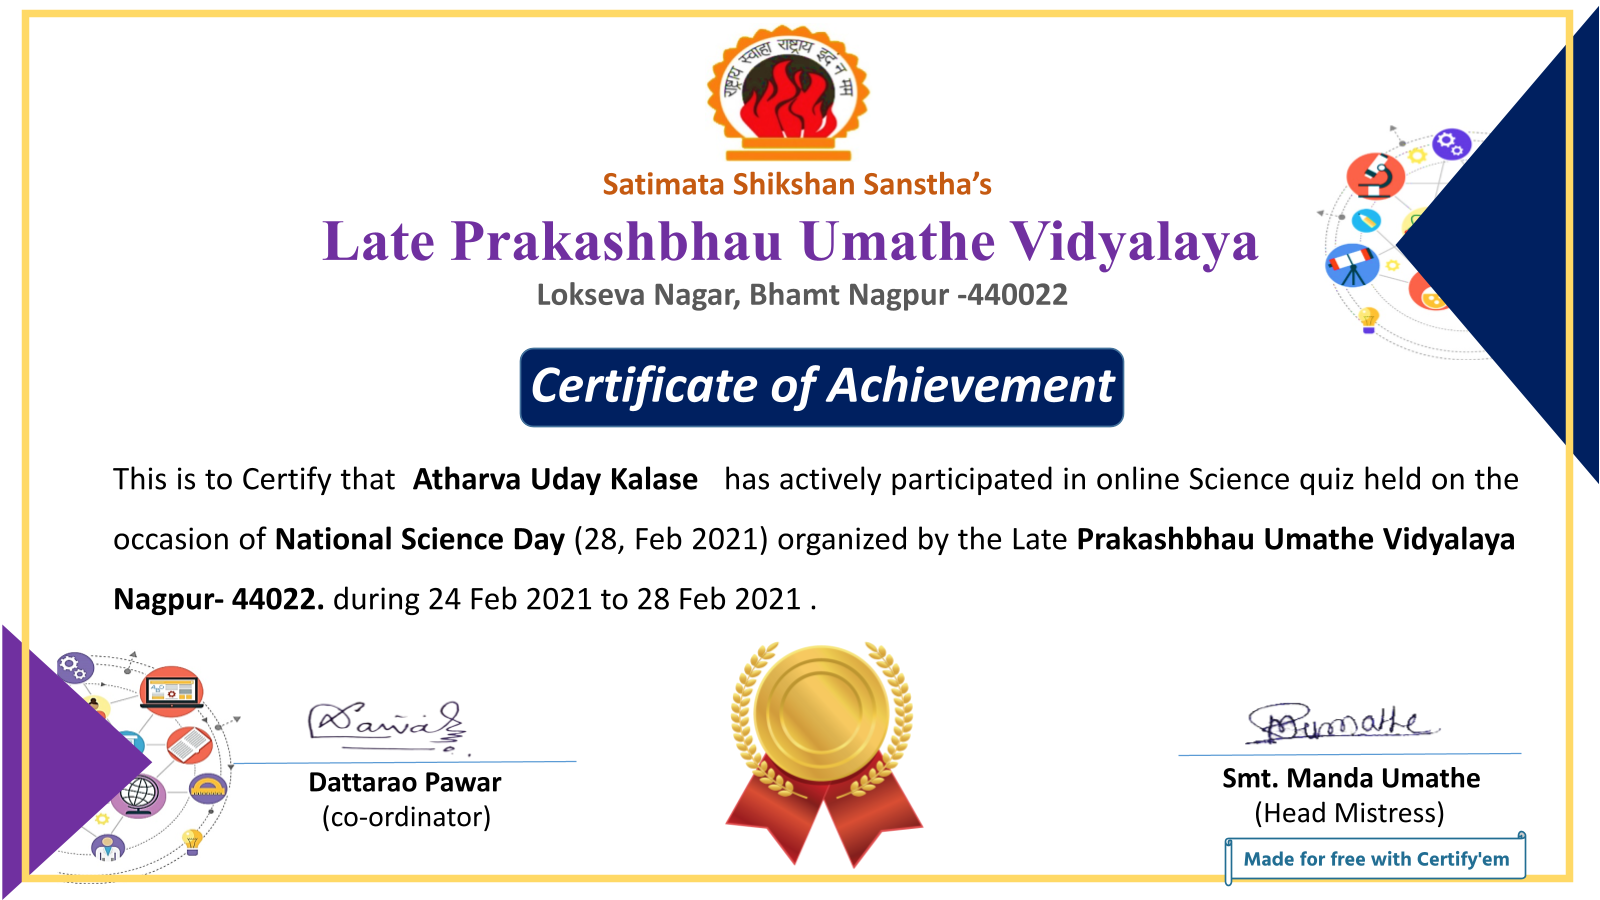 राष्ट्राय स्वाहा राष्ट्राय इदं न मम
Satimata Shikshan Sanstha’s
Late Prakashbhau Umathe Vidyalaya
Lokseva Nagar, Bhamt Nagpur -440022
Certificate of Achievement
This is to Certify that Atharva Uday Kalase has actively participated in online Science quiz held on the
occasion of National Science Day (28, Feb 2021) organized by the Late Prakashbhau Umathe Vidyalaya
Nagpur- 44022. during 24 Feb 2021 to 28 Feb 2021 .
Pawar
Umathe
Dattarao Pawar
(co-ordinator)
Smt. Manda Umathe
(Head Mistress)
Made for free with Certify'em